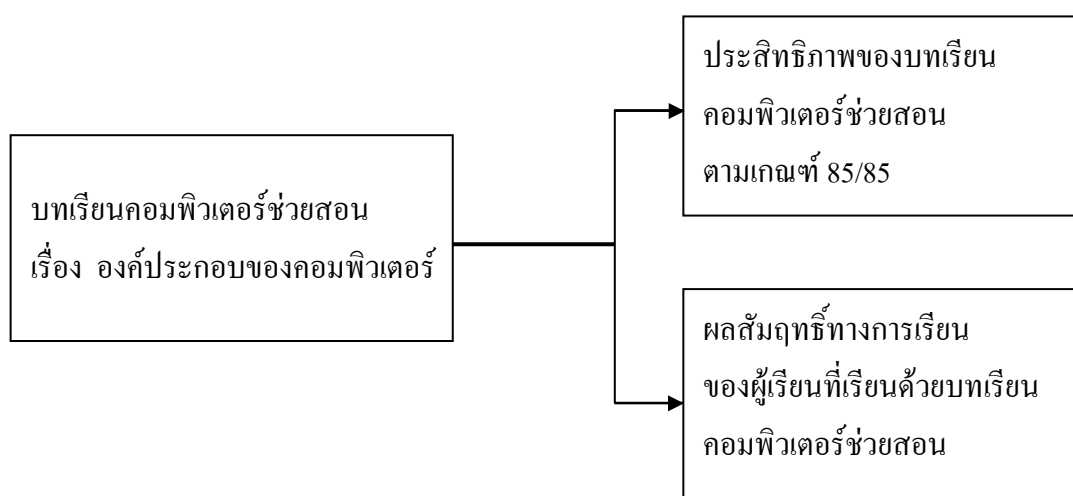 บทเรียนคอมพิวเตอร์ช่วยสอน
เรื่อง องค์ประกอบของคอมพิวเตอร์
ประสิทธิภาพของบทเรียน
คอมพิวเตอร์ช่วยสอน
ตามเกณฑ์ 85/85
ผลสัมฤทธิ์ทางการเรียน
ของผู้เรียนที่เรียนด้วยบทเรียน
คอมพิวเตอร์ช่วยสอน